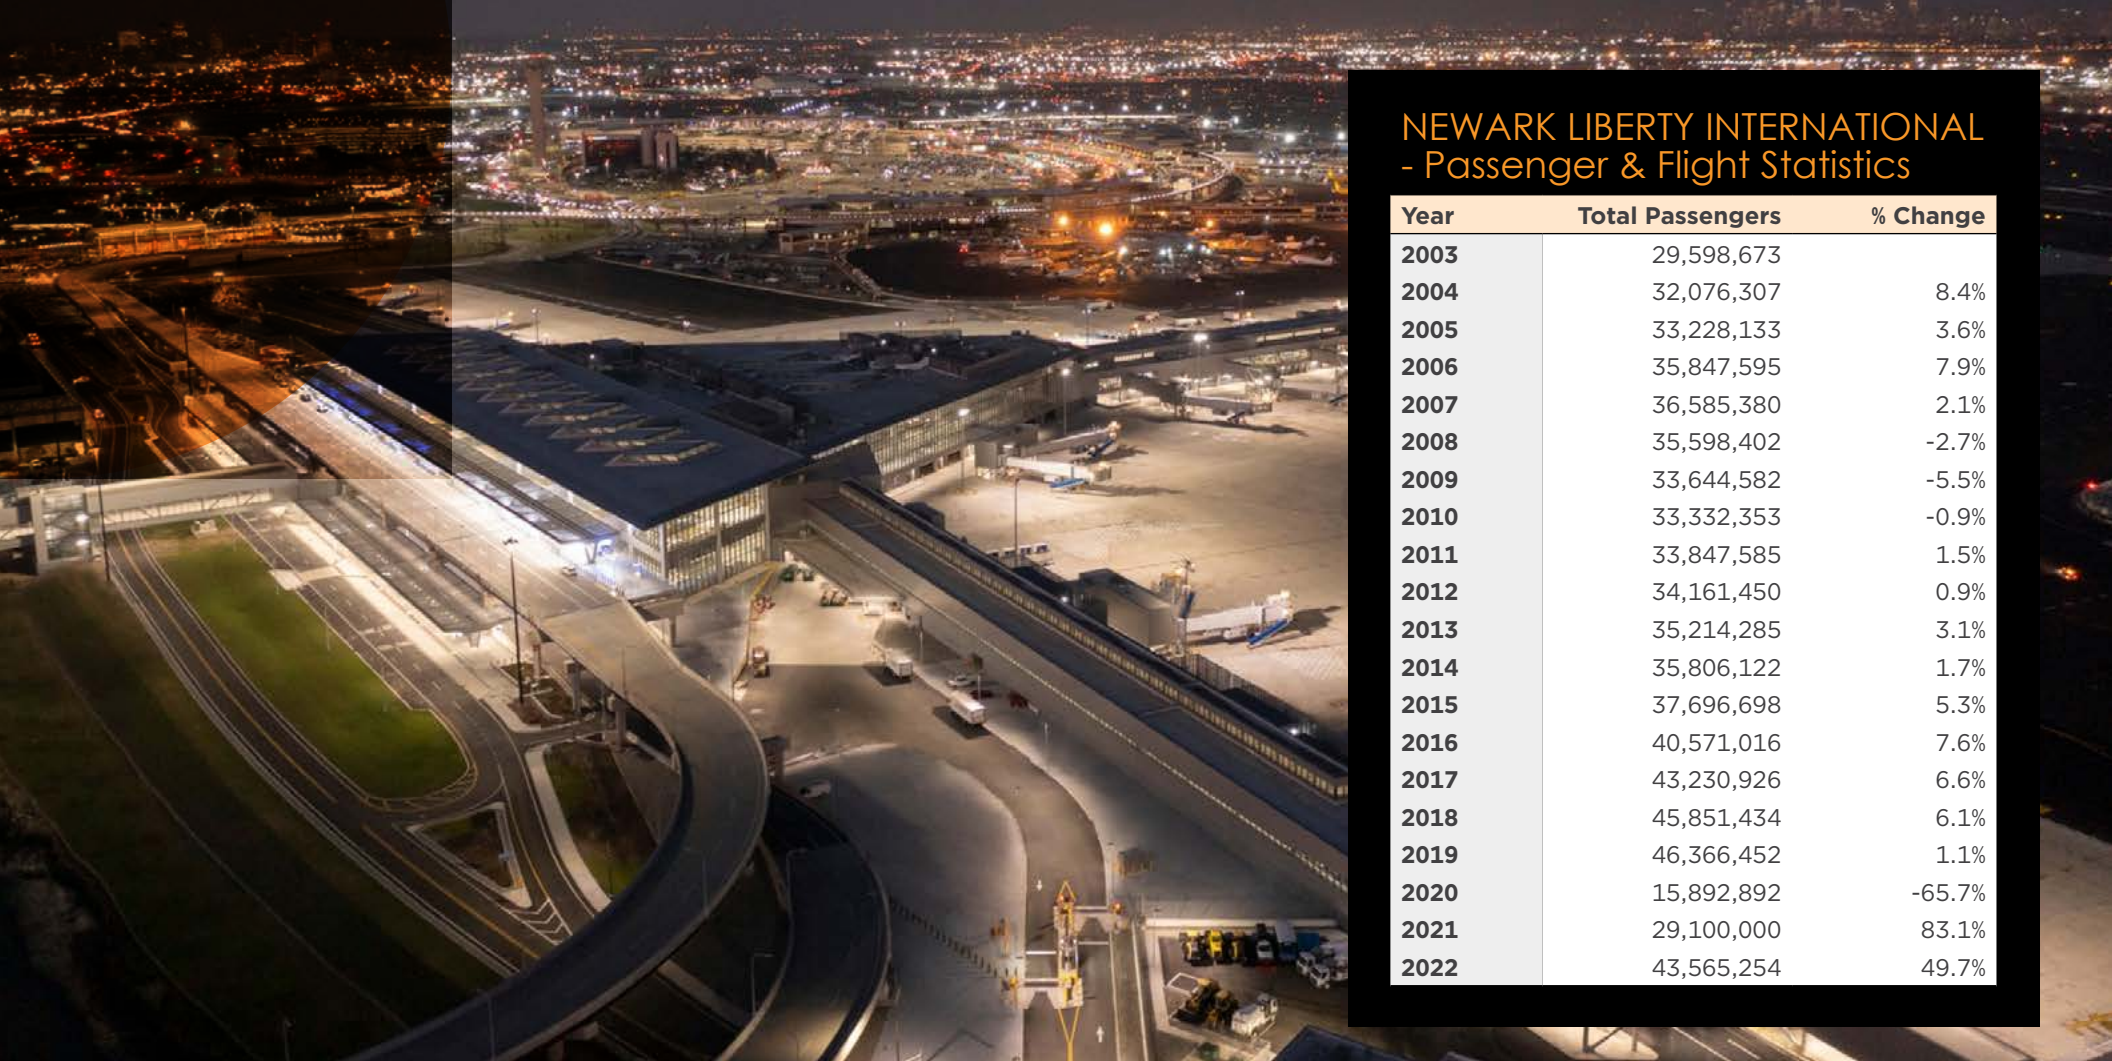 NEWARK LIBERTY INTERNATIONAL
- Passenger & Flight Statistics
Year Total Passengers % Change
2003 29,598,673
2004 32,076,307 8.4%
2005 33,228,133 3.6%
2006 35,847,595 7.9%
2007 36,585,380 2.1%
2008 35,598,402 -2.7%
2009 33,644,582 -5.5%
2010 33,332,353 -0.9%
2011 33,847,585 1.5%
2012 34,161,450 0.9%
2013 35,214,285 3.1%
2014 35,806,122 1.7%
2015 37,696,698 5.3%
2016 40,571,016 7.6%
2017 43,230,926 6.6%
2018 45,851,434 6.1%
2019 46,366,452 1.1%
2020 15,892,892 -65.7%
2021 29,100,000 83.1%
2022 43,565,254 49.7%